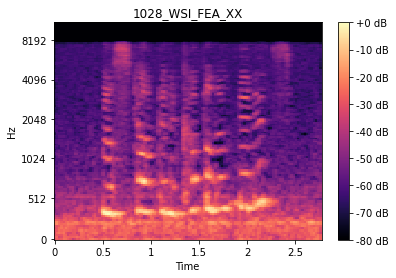 1028_WSI_FEA_XX
+0 dB
8192
-10 dB
4096
-20 dB
-30 dB
2048
Hz
-40 dB
1024
-50 dB
512
-60 dB
-70 dB
0
-80 dB
0 0.5 1 1.5 2 2.5
Time